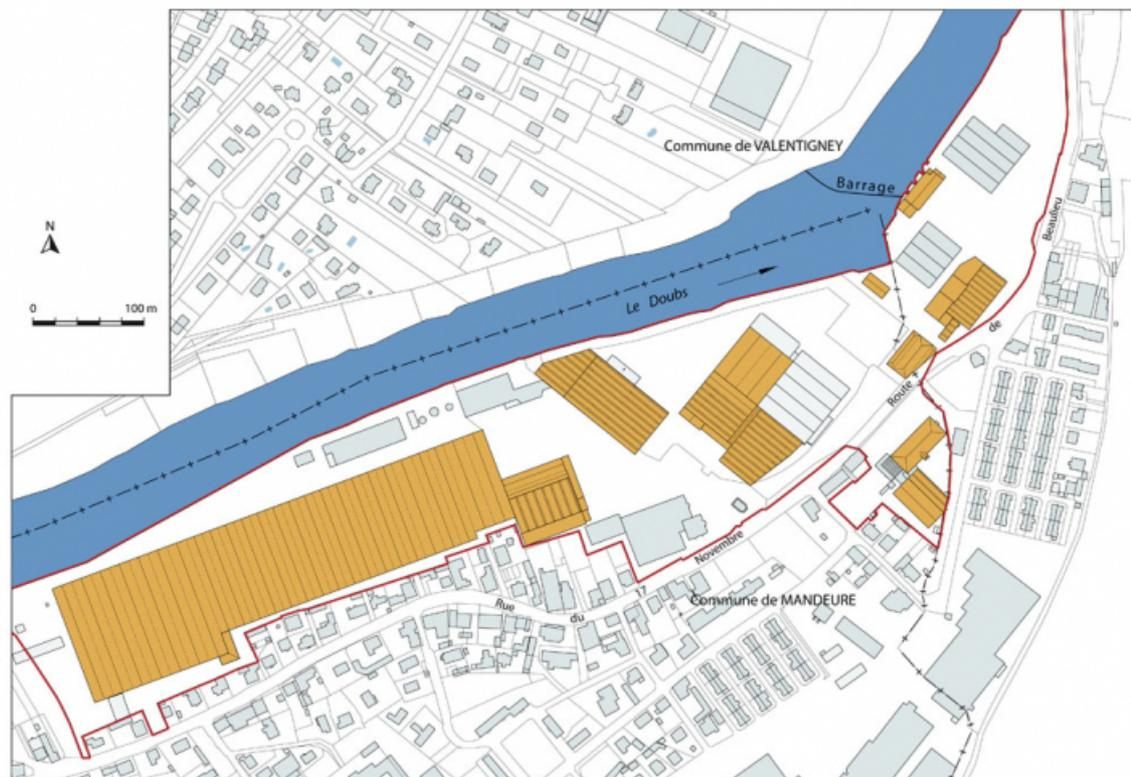 Commune de VALENTIGNEY
Barrage
N
0 100 m
Le Doubs
Beaulieu
de
Route
Novembre
17
Commune de MANDEURE
Rue
du